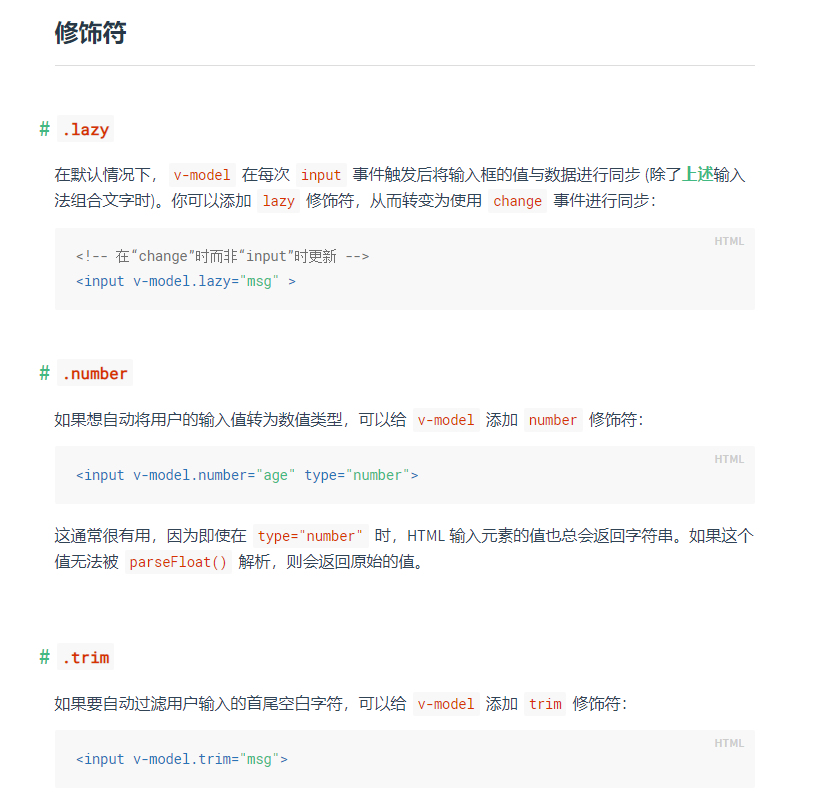 修饰符
# .lazy
在默认情况下， v-model 在每次 input 事件触发后将输入框的值与数据进行同步 (除了上述输入
法组合文字时)。你可以添加 lazy 修饰符，从而转变为使用 change 事件进行同步：
HTML
<!-- 在“change”时而非“input”时更新 -->
<input v-model.lazy="msg" >
# .number
如果想自动将用户的输入值转为数值类型，可以给 v-model 添加 number 修饰符：
HTML
<input v-model.number="age" type="number">
这通常很有用，因为即使在 type="number" 时，HTML 输入元素的值也总会返回字符串。如果这个
值无法被 parseFloat() 解析，则会返回原始的值。
# .trim
如果要自动过滤用户输入的首尾空白字符，可以给 v-model 添加 trim 修饰符：
HTML
<input v-model.trim="msg">